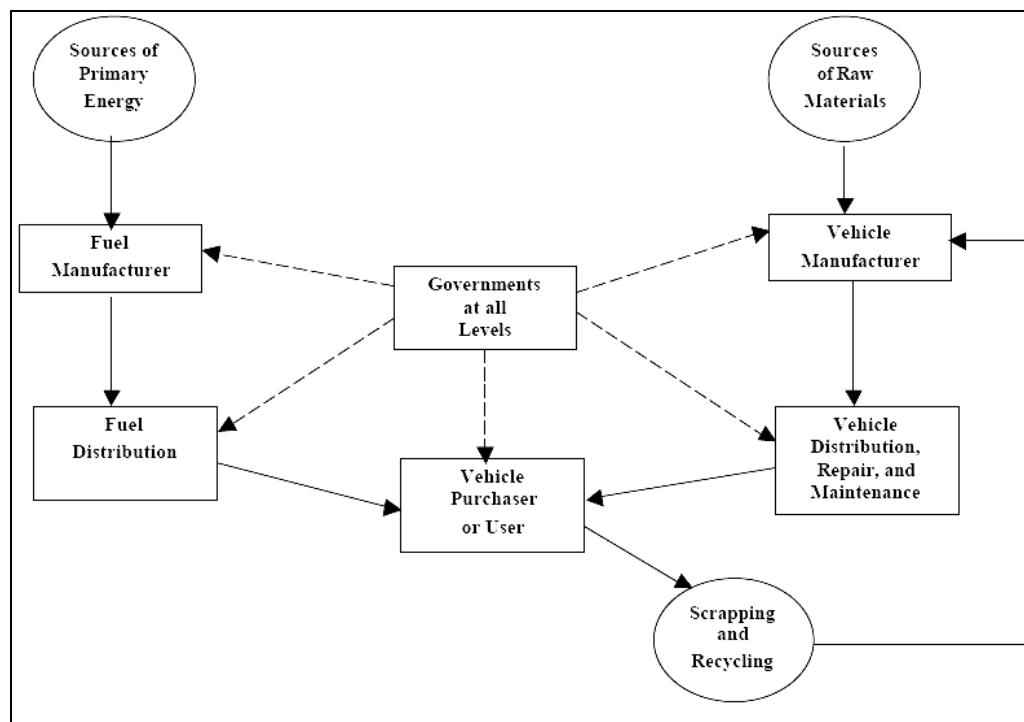 Sources of
Primary
Energy
Sources
of Raw
Materials
Fuel
Manufacturer
Vehicle
Manufacturer
Governments
at all
Levels
Fuel
Distribution
Vehicle
Purchaser
or User
Vehicle
Distribution,
Repair, and
Maintenance
Scrapping
and
Recycling